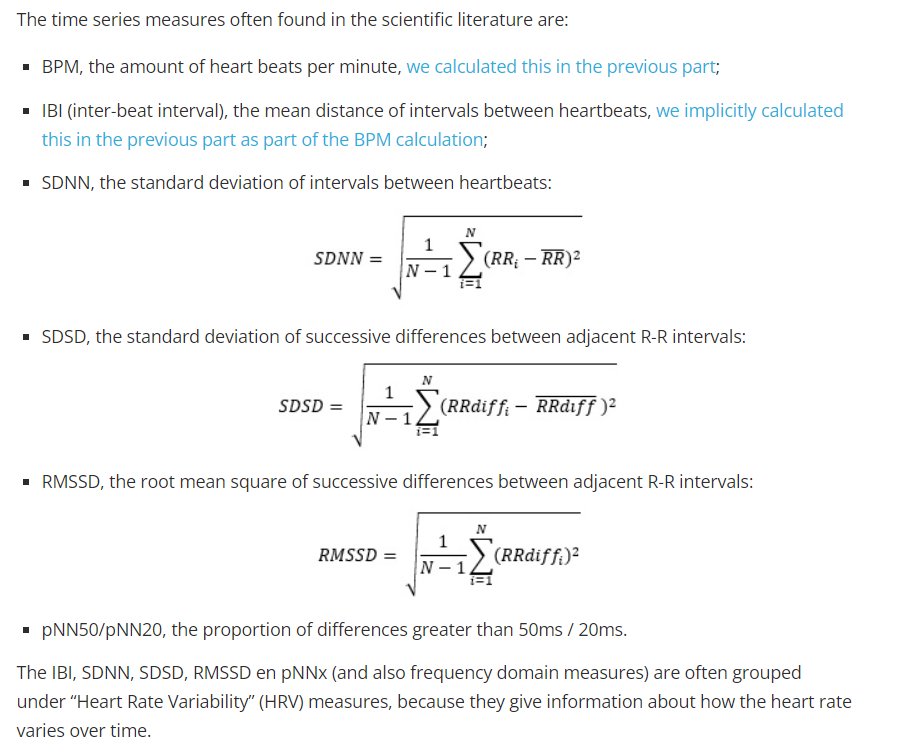 The time series measures often found in the scientific literature are:
▪ BPM, the amount of heart beats per minute, we calculated this in the previous part;
▪ IBI (inter-beat interval), the mean distance of intervals between heartbeats, we implicitly calculated
this in the previous part as part of the BPM calculation;
▪ SDNN, the standard deviation of intervals between heartbeats:
$SDNN = \sqrt{\frac{1}{N-1}\sum_{i=1}^{N}(RR_i - \overline{RR})^2}$
▪ SDSD, the standard deviation of successive differences between adjacent R-R intervals:
$SDSD = \sqrt{\frac{1}{N-1}\sum_{i=1}^{N}(RRdiff_i - \overline{RRdiff})^2}$
▪ RMSSD, the root mean square of successive differences between adjacent R-R intervals:
$RMSSD = \sqrt{\frac{1}{N-1}\sum_{i=1}^{N}(RRdiff_i)^2}$
▪ pNN50/pNN20, the proportion of differences greater than 50ms / 20ms.
The IBI, SDNN, SDSD, RMSSD en pNNx (and also frequency domain measures) are often grouped
under “Heart Rate Variability” (HRV) measures, because they give information about how the heart rate
varies over time.